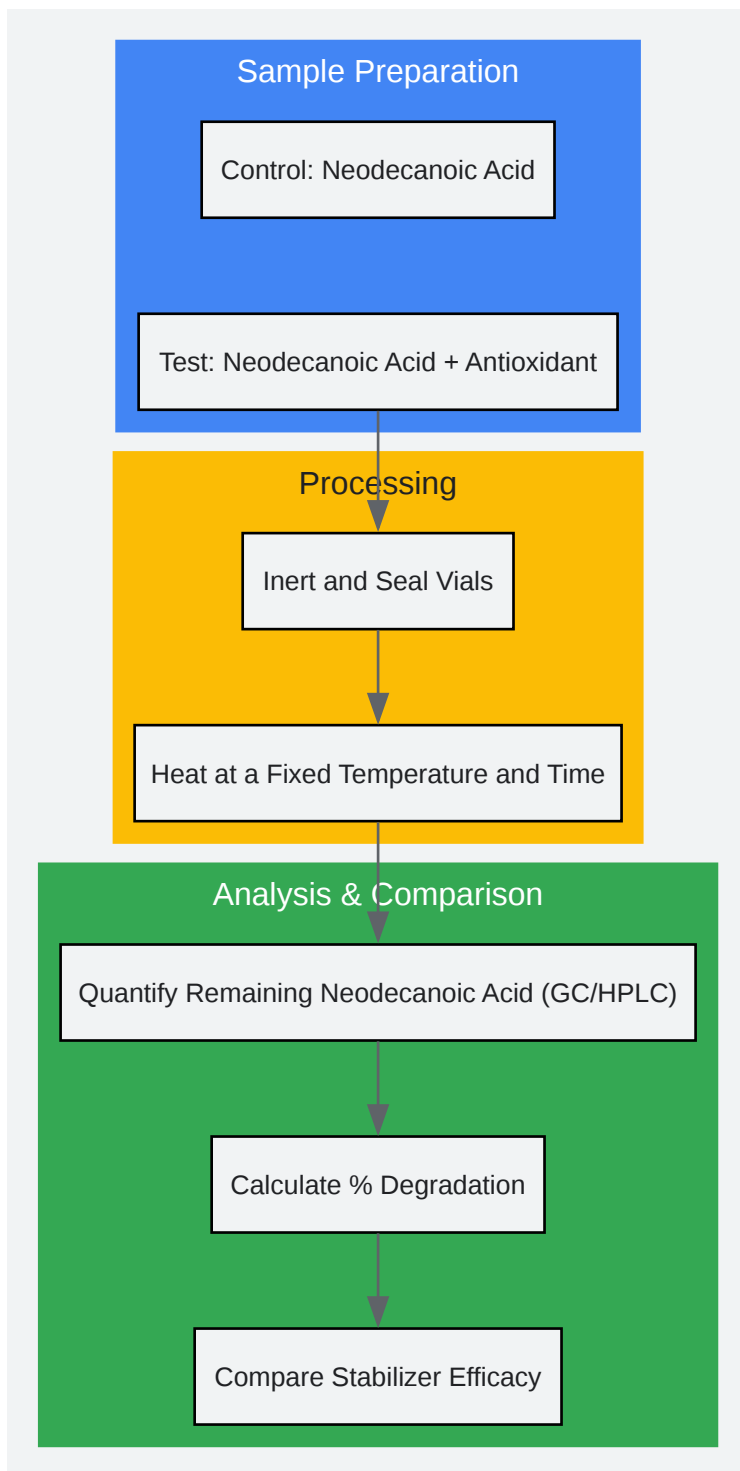 Sample Preparation
Control: Neodecanoic Acid
Test: Neodecanoic Acid + Antioxidant
Processing
Inert and Seal Vials
Heat at a Fixed Temperature and Time
Analysis & Comparison
Quantify Remaining Neodecanoic Acid (GC/HPLC)
Calculate % Degradation
Compare Stabilizer Efficacy